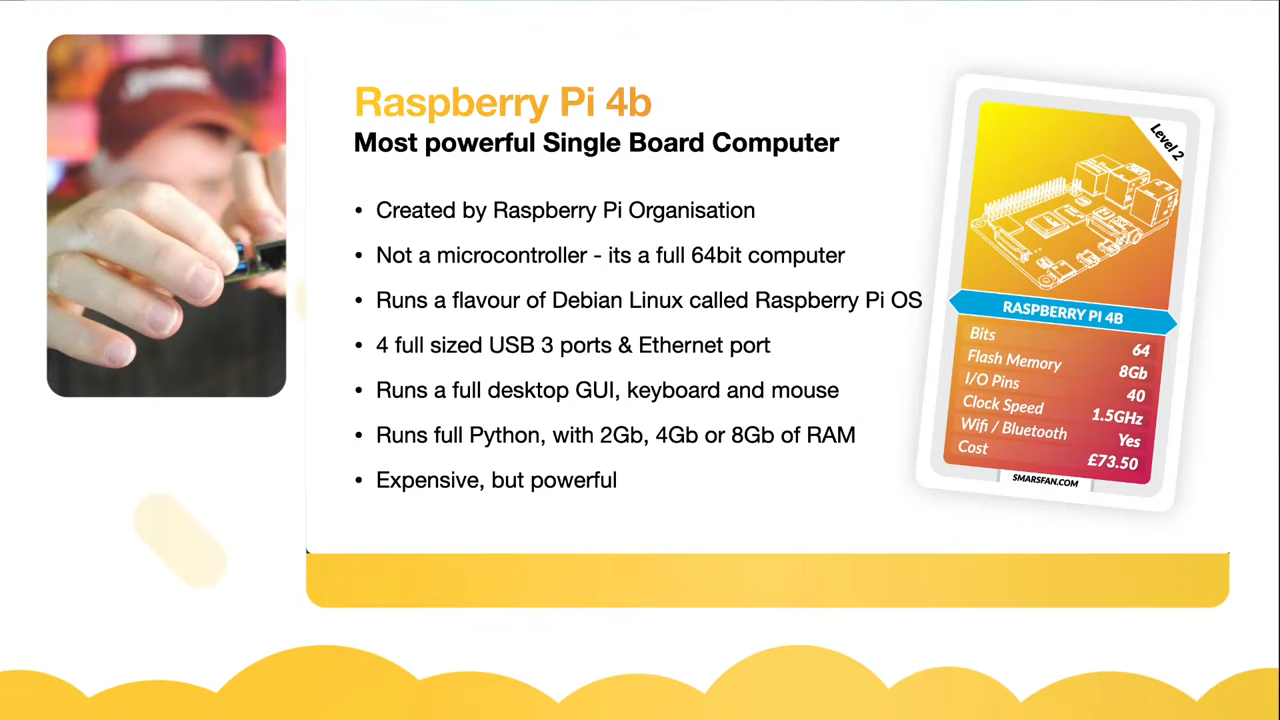 Raspberry Pi 4b
Most powerful Single Board Computer
• Created by Raspberry Pi Organisation
• Not a microcontroller - its a full 64bit computer
• Runs a flavour of Debian Linux called Raspberry Pi OS
• 4 full sized USB 3 ports & Ethernet port
• Runs a full desktop GUI, keyboard and mouse
• Runs full Python, with 2Gb, 4Gb or 8Gb of RAM
• Expensive, but powerful
Level 2
RASPBERRY PI 4B
Bits 64
Flash Memory 8Gb
I/O Pins 40
Clock Speed 1.5GHz
Wifi / Bluetooth Yes
Cost £73.50
SMARSFAN.COM